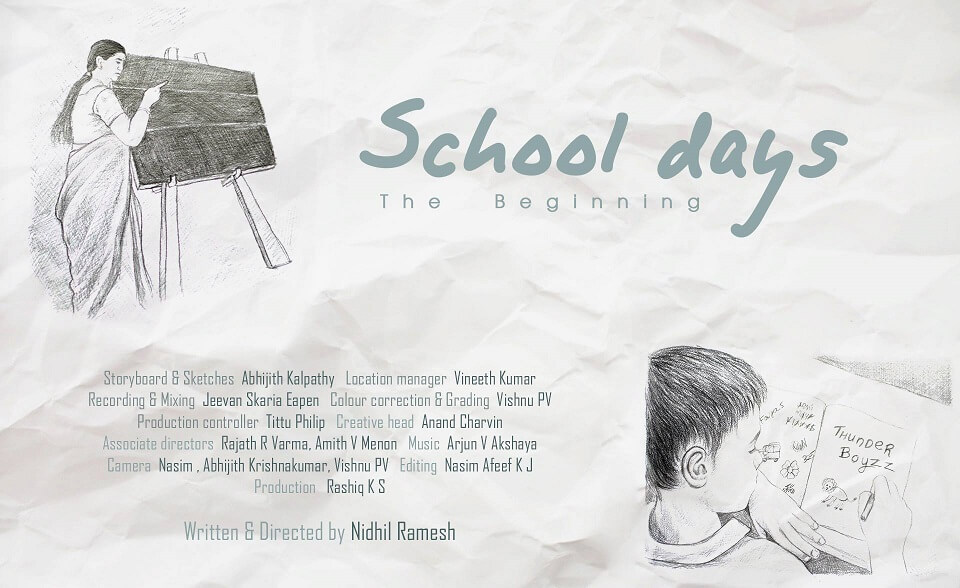 School days
The Beginning
Storyboard & Sketches Abhijith Kalpathy Location manager Vineeth Kumar
Recording & Mixing Jeevan Skaria Eapen Colour correction & Grading Vishnu PV
Production controller Tittu Philip Creative head Anand Charvin
Associate directors Rajath R Varma, Amith V Menon Music Arjun V Akshaya
Camera Nasim , Abhijith Krishnakumar, Vishnu PV Editing Nasim Afeef K J
Production Rashiq K S
Written & Directed by Nidhil Ramesh
THUNDER
BoyZZ